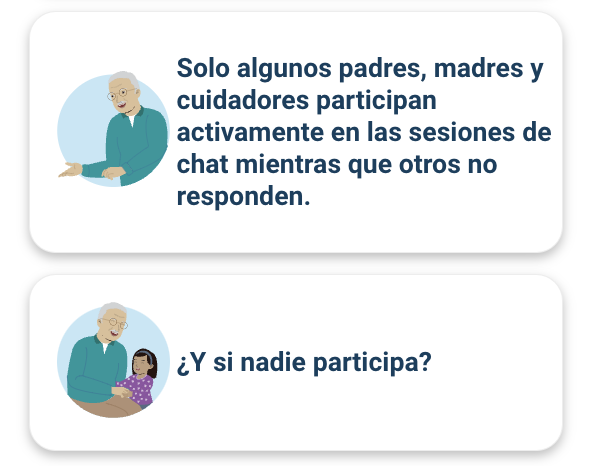 Solo algunos padres, madres y
cuidadores participan
activamente en las sesiones de
chat mientras que otros no
responden.
¿Y si nadie participa?